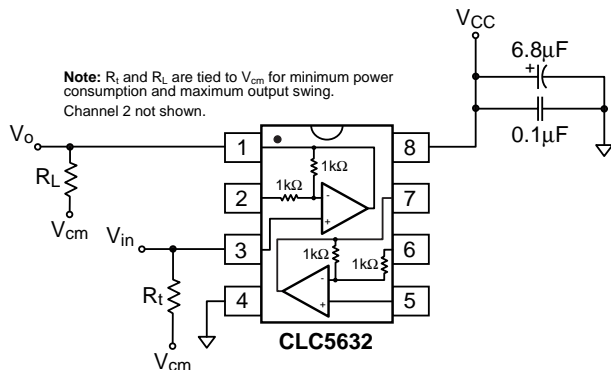 VCC
6.8µF
+
0.1µF
Note: Rt and RL are tied to Vcm for minimum power
consumption and maximum output swing.
Channel 2 not shown.
Vo
RL
Vcm
Vin
Rt
Vcm
1
2
3
4
8
7
6
5
1kΩ
1kΩ
-
+
1kΩ
1kΩ
-
+
CLC5632